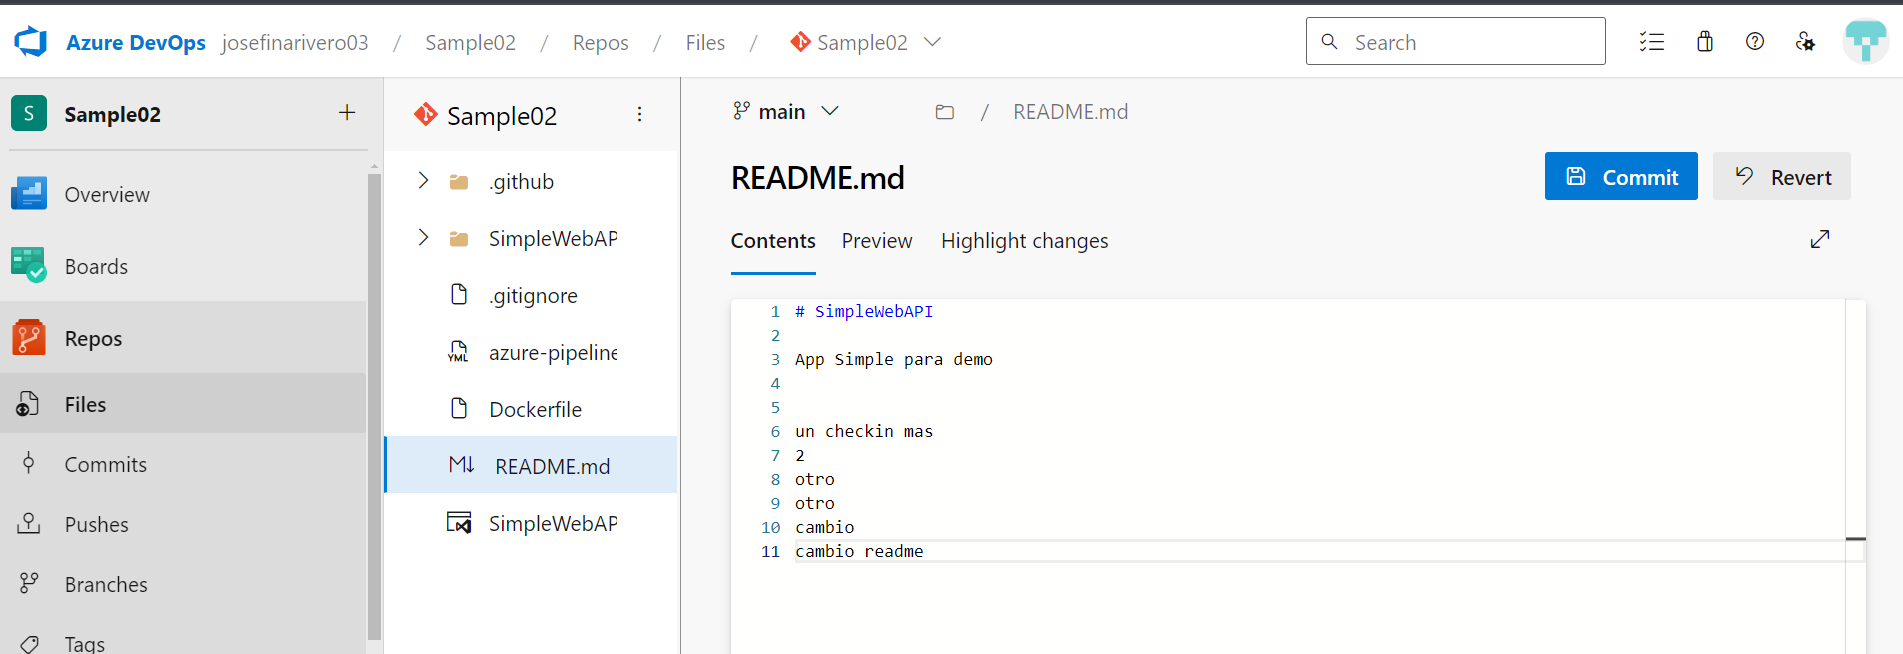 Azure DevOps josefinarivero03 / Sample02 / Repos / Files / Sample02
Search
S Sample02 +
Overview
Boards
Repos
Files
Commits
Pushes
Branches
Tags
Sample02
.github
SimpleWebAP
.gitignore
YML azure-pipeline
Dockerfile
M↓ README.md
SimpleWebAP
main / README.md
README.md
Commit Revert
Contents Preview Highlight changes
1 # SimpleWebAPI
2
3 App Simple para demo
4
5
6 un checkin mas
7 2
8 otro
9 otro
10 cambio
11 cambio readme